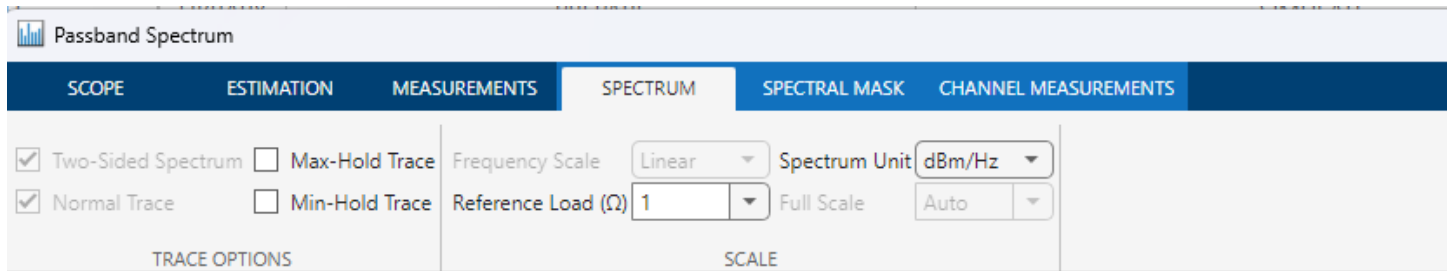 Passband Spectrum
SCOPE ESTIMATION MEASUREMENTS SPECTRUM SPECTRAL MASK CHANNEL MEASUREMENTS
Two-Sided Spectrum Max-Hold Trace Frequency Scale Linear Spectrum Unit dBm/Hz
Normal Trace Min-Hold Trace Reference Load (Ω) 1 Full Scale Auto
TRACE OPTIONS SCALE